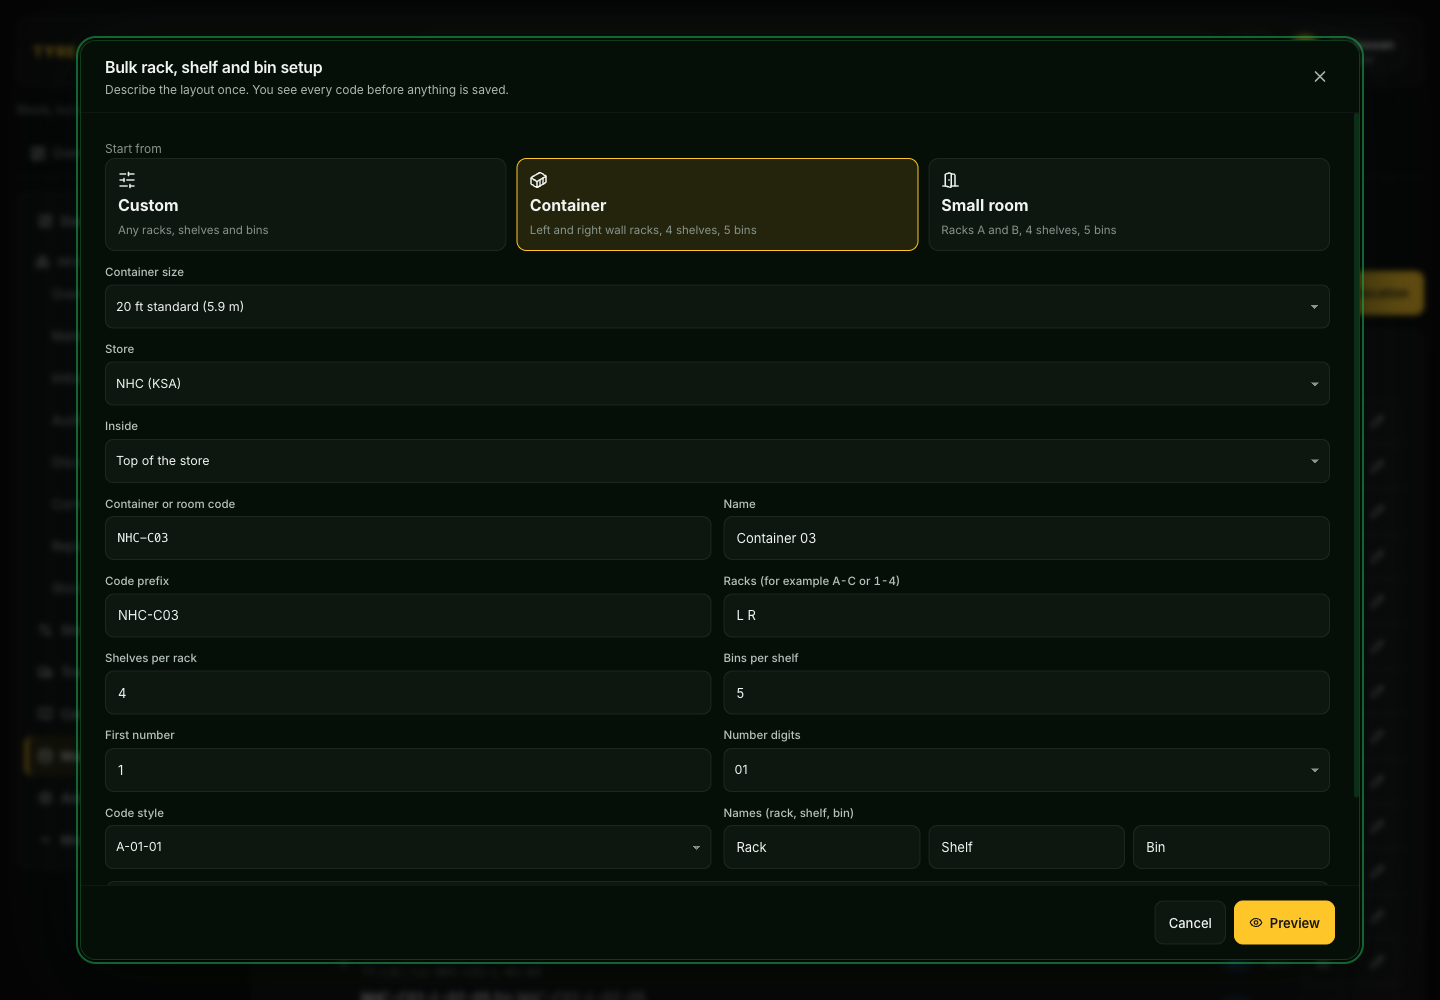 Bulk rack, shelf and bin setup
Describe the layout once. You see every code before anything is saved.
Start from
Custom
Any racks, shelves and bins
Container
Left and right wall racks, 4 shelves, 5 bins
Small room
Racks A and B, 4 shelves, 5 bins
Container size
20 ft standard (5.9 m)
Store
NHC (KSA)
Inside
Top of the store
Container or room code
Name
NHC-C03
Container 03
Code prefix
Racks (for example A-C or 1-4)
NHC-C03
L R
Shelves per rack
Bins per shelf
4
5
First number
Number digits
1
01
Code style
Names (rack, shelf, bin)
A-01-01
Rack
Shelf
Bin
Cancel
Preview